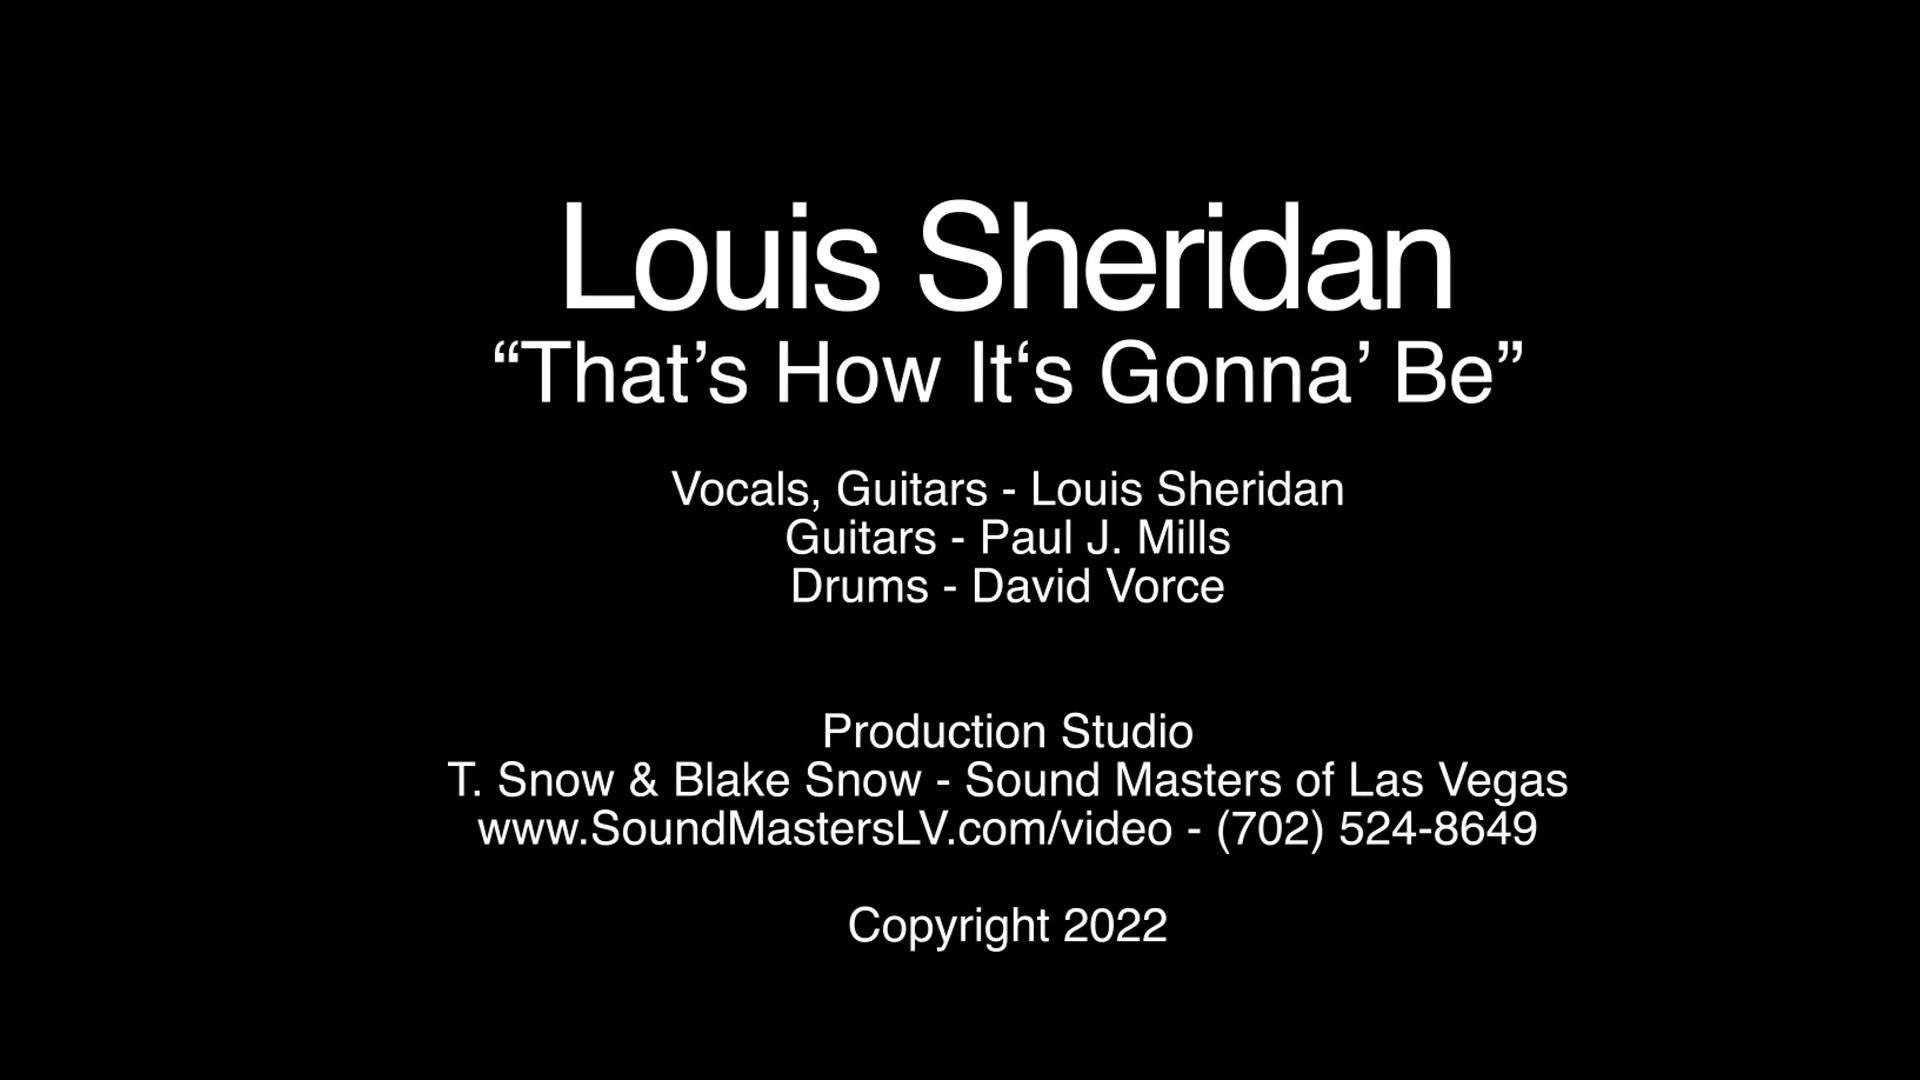 Louis Sheridan
“That’s How It‘s Gonna’ Be”
Vocals, Guitars - Louis Sheridan
Guitars - Paul J. Mills
Drums - David Vorce
Production Studio
T. Snow & Blake Snow - Sound Masters of Las Vegas
www.SoundMastersLV.com/video - (702) 524-8649
Copyright 2022